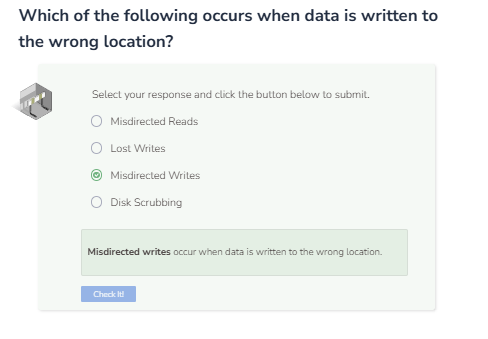 Which of the following occurs when data is written to
the wrong location?
Select your response and click the button below to submit.
Misdirected Reads
Lost Writes
Misdirected Writes
Disk Scrubbing
Misdirected writes occur when data is written to the wrong location.
Check It!